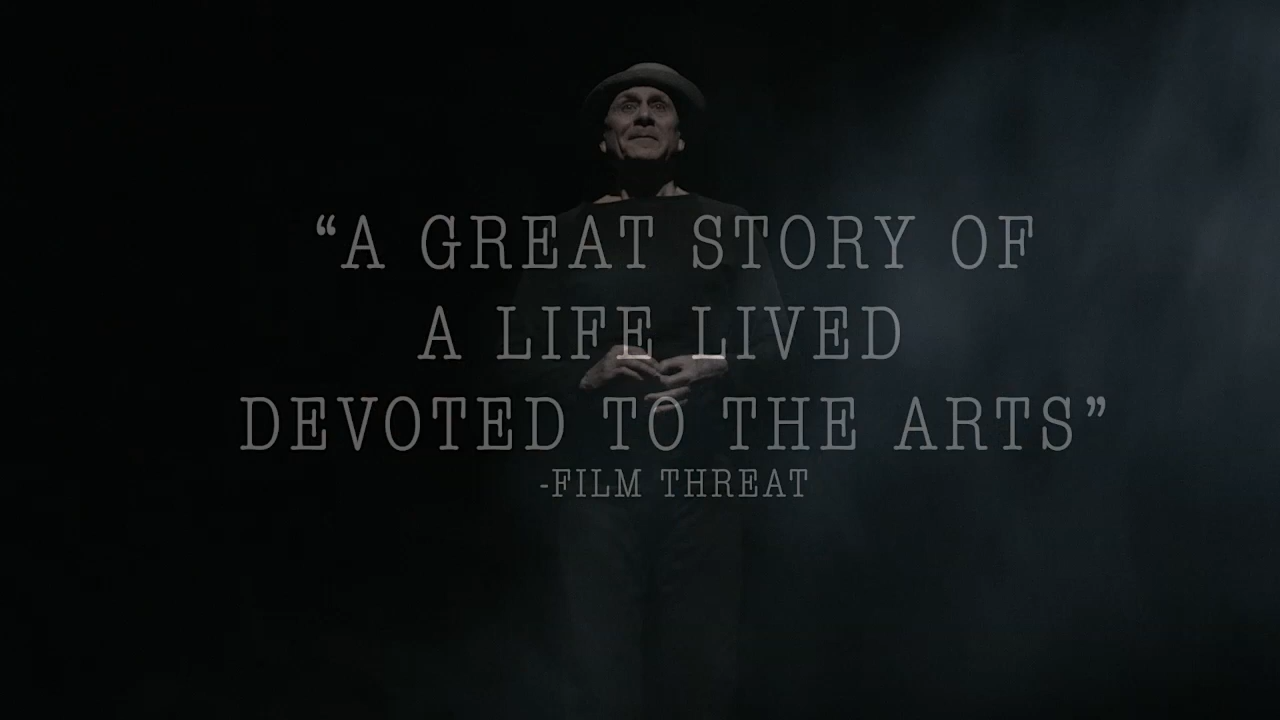 “A GREAT STORY OF
A LIFE LIVED
DEVOTED TO THE ARTS”
-FILM THREAT